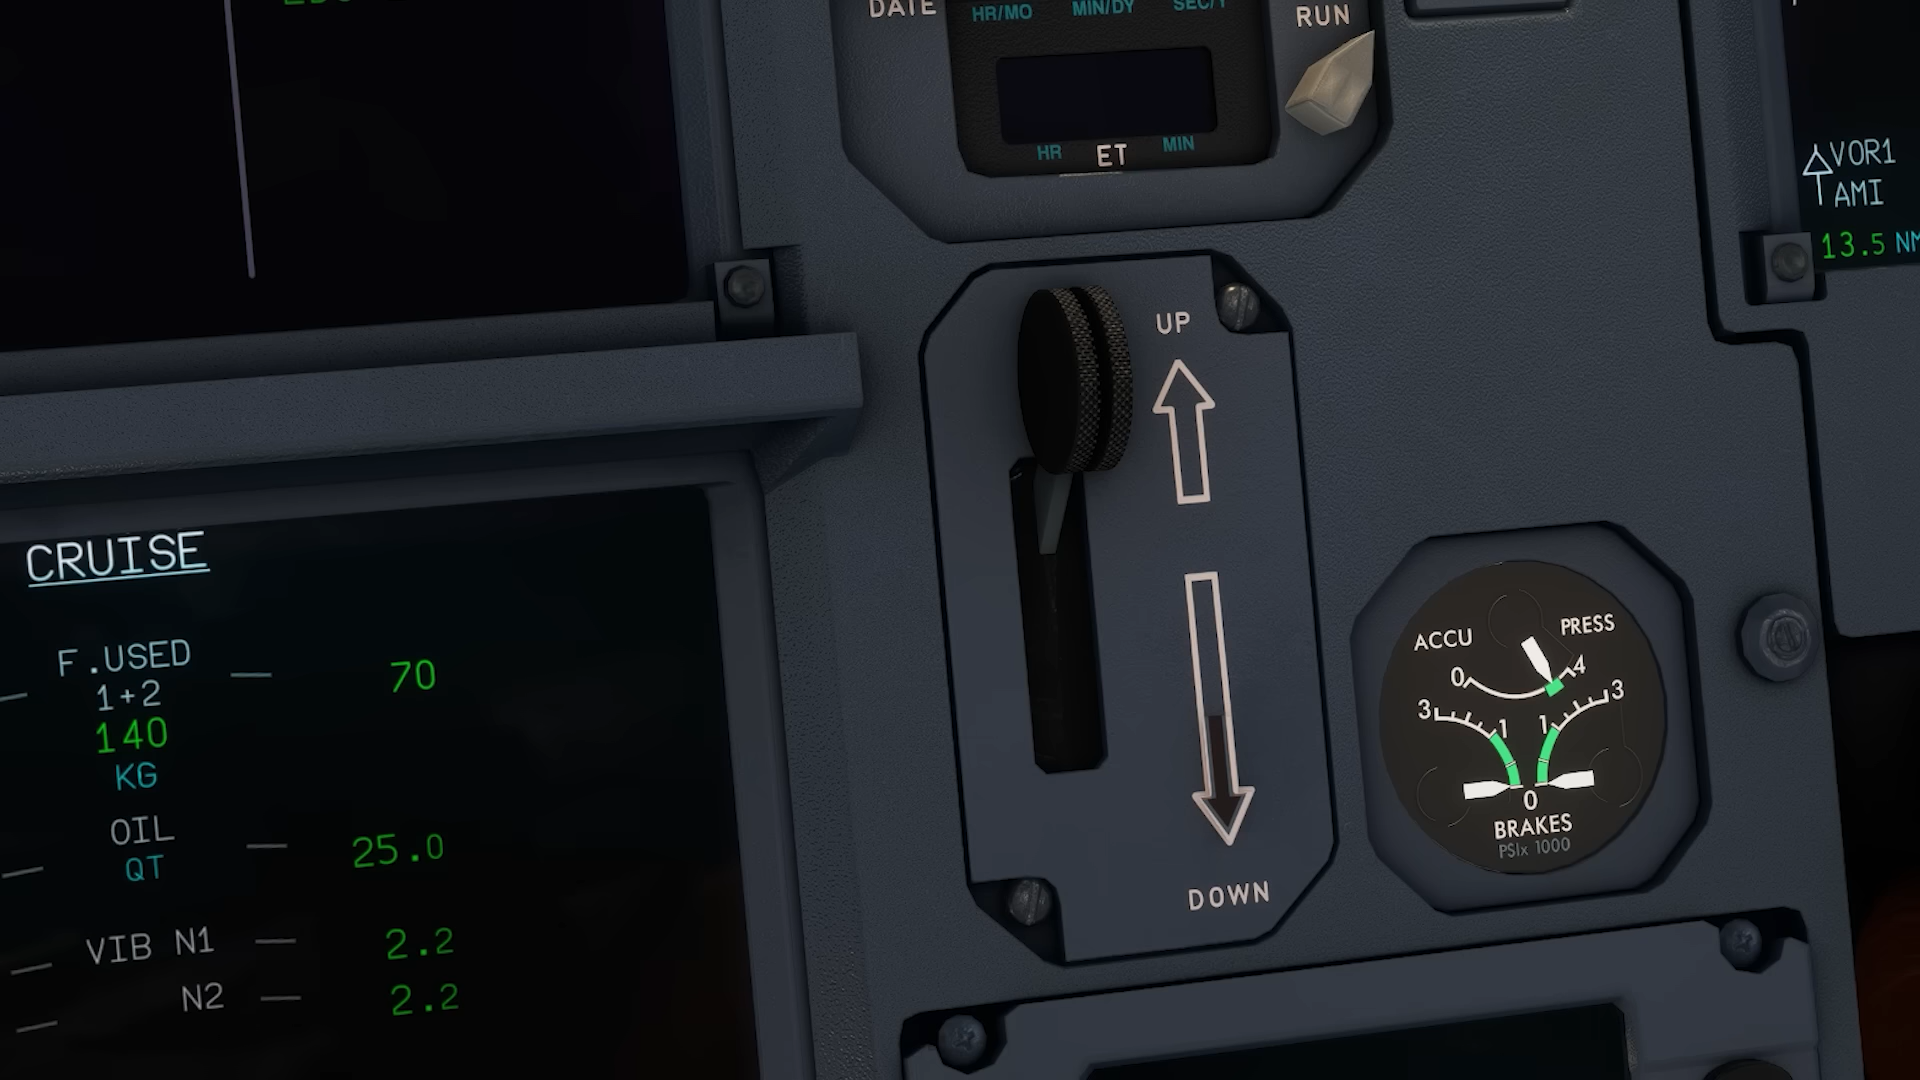 DATE
HR/MO MIN/DY
RUN
HR ET MIN
VOR1
AMI
13.5 NM
UP
CRUISE
F.USED
1+2
70
140
KG
OIL
QT
25.0
VIB N1
2.2
N2
2.2
ACCU PRESS
0 4
3 1 1 3
0
BRAKES
PSIx 1000
DOWN